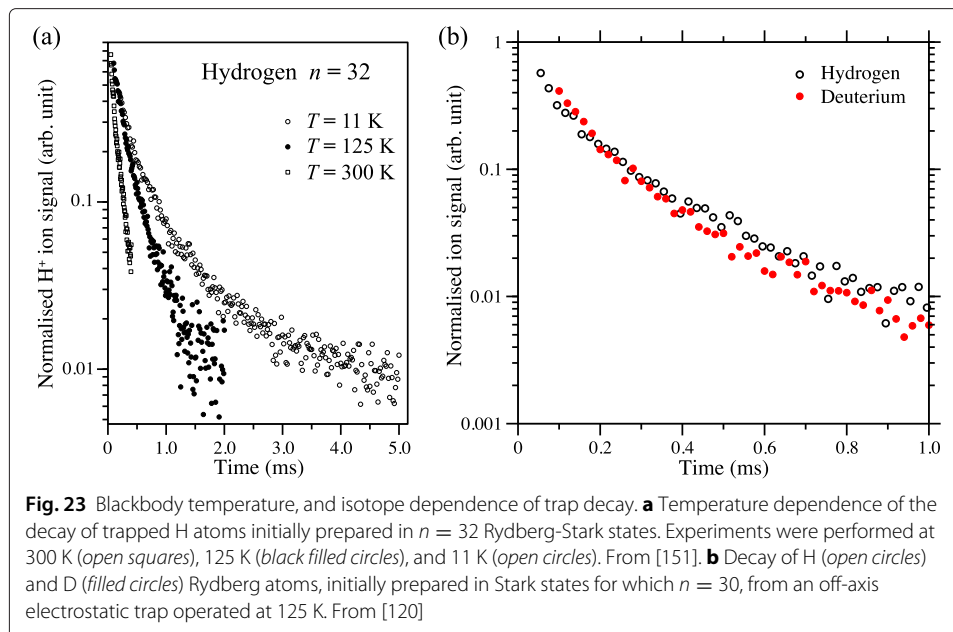 (a)
Hydrogen n = 32
T = 11 K
T = 125 K
T = 300 K
Normalised H⁺ ion signal (arb. unit)
0.1
0.01
0 1.0 2.0 3.0 4.0 5.0
Time (ms)
(b)
Hydrogen
Deuterium
Normalised ion signal (arb. unit)
1
0.1
0.01
0.001
0 0.2 0.4 0.6 0.8 1.0
Time (ms)
Fig. 23 Blackbody temperature, and isotope dependence of trap decay. a Temperature dependence of the
decay of trapped H atoms initially prepared in n = 32 Rydberg-Stark states. Experiments were performed at
300 K (open squares), 125 K (black filled circles), and 11 K (open circles). From [151]. b Decay of H (open circles)
and D (filled circles) Rydberg atoms, initially prepared in Stark states for which n = 30, from an off-axis
electrostatic trap operated at 125 K. From [120]